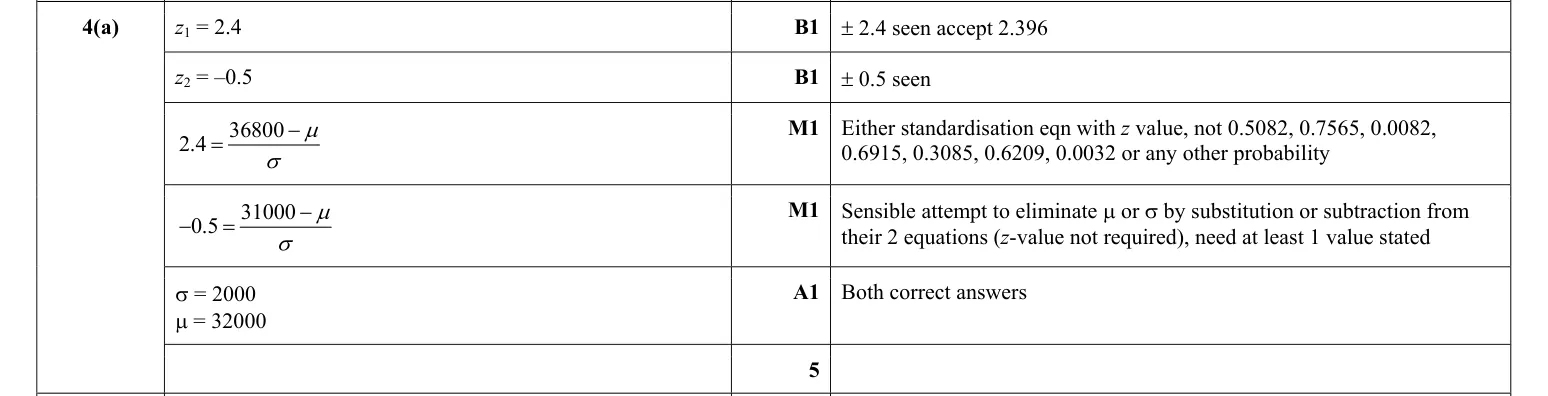 4(a) z₁ = 2.4 B1 ± 2.4 seen accept 2.396
z₂ = –0.5 B1 ± 0.5 seen
2.4 = (36800 − μ)/σ M1 Either standardisation eqn with z value, not 0.5082, 0.7565, 0.0082,
0.6915, 0.3085, 0.6209, 0.0032 or any other probability
−0.5 = (31000 − μ)/σ M1 Sensible attempt to eliminate μ or σ by substitution or subtraction from
their 2 equations (z-value not required), need at least 1 value stated
σ = 2000 A1 Both correct answers
μ = 32000
5